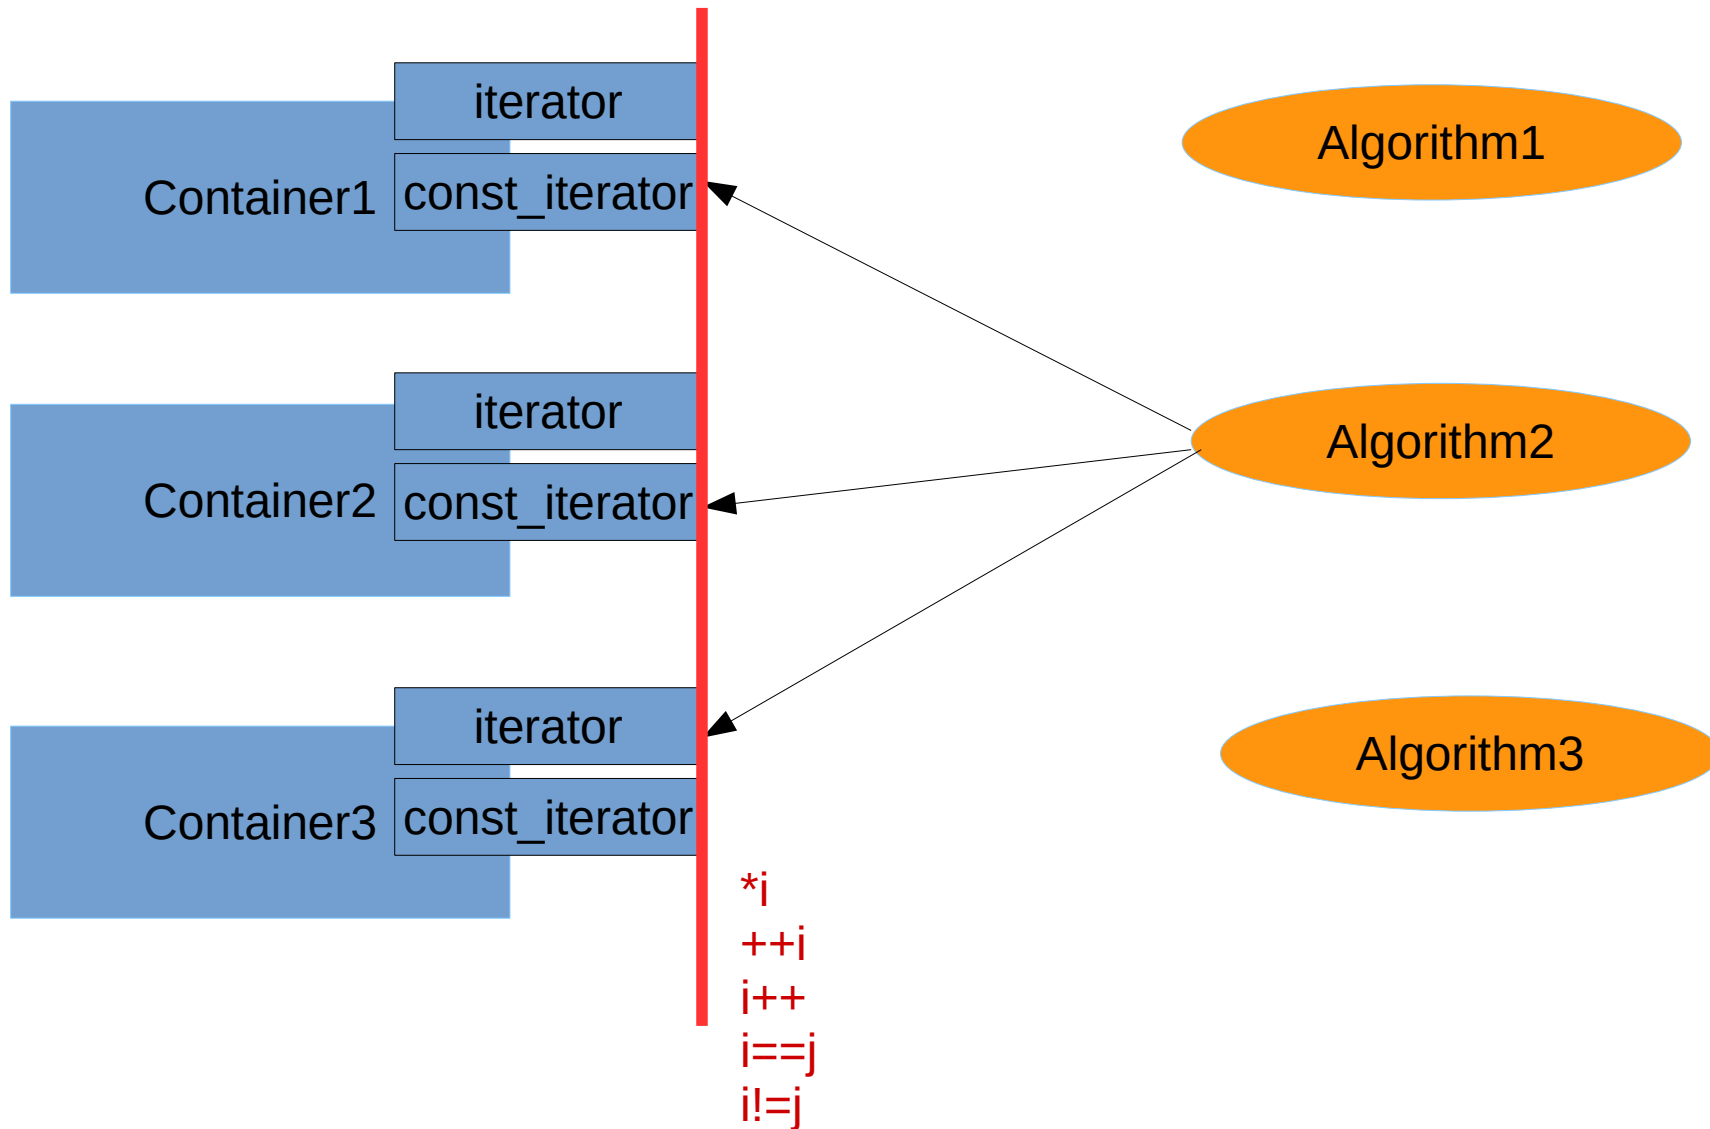 iterator
Container1
const_iterator
Algorithm1
iterator
Container2
const_iterator
Algorithm2
iterator
Container3
const_iterator
Algorithm3
*i
++i
i++
i==j
i!=j